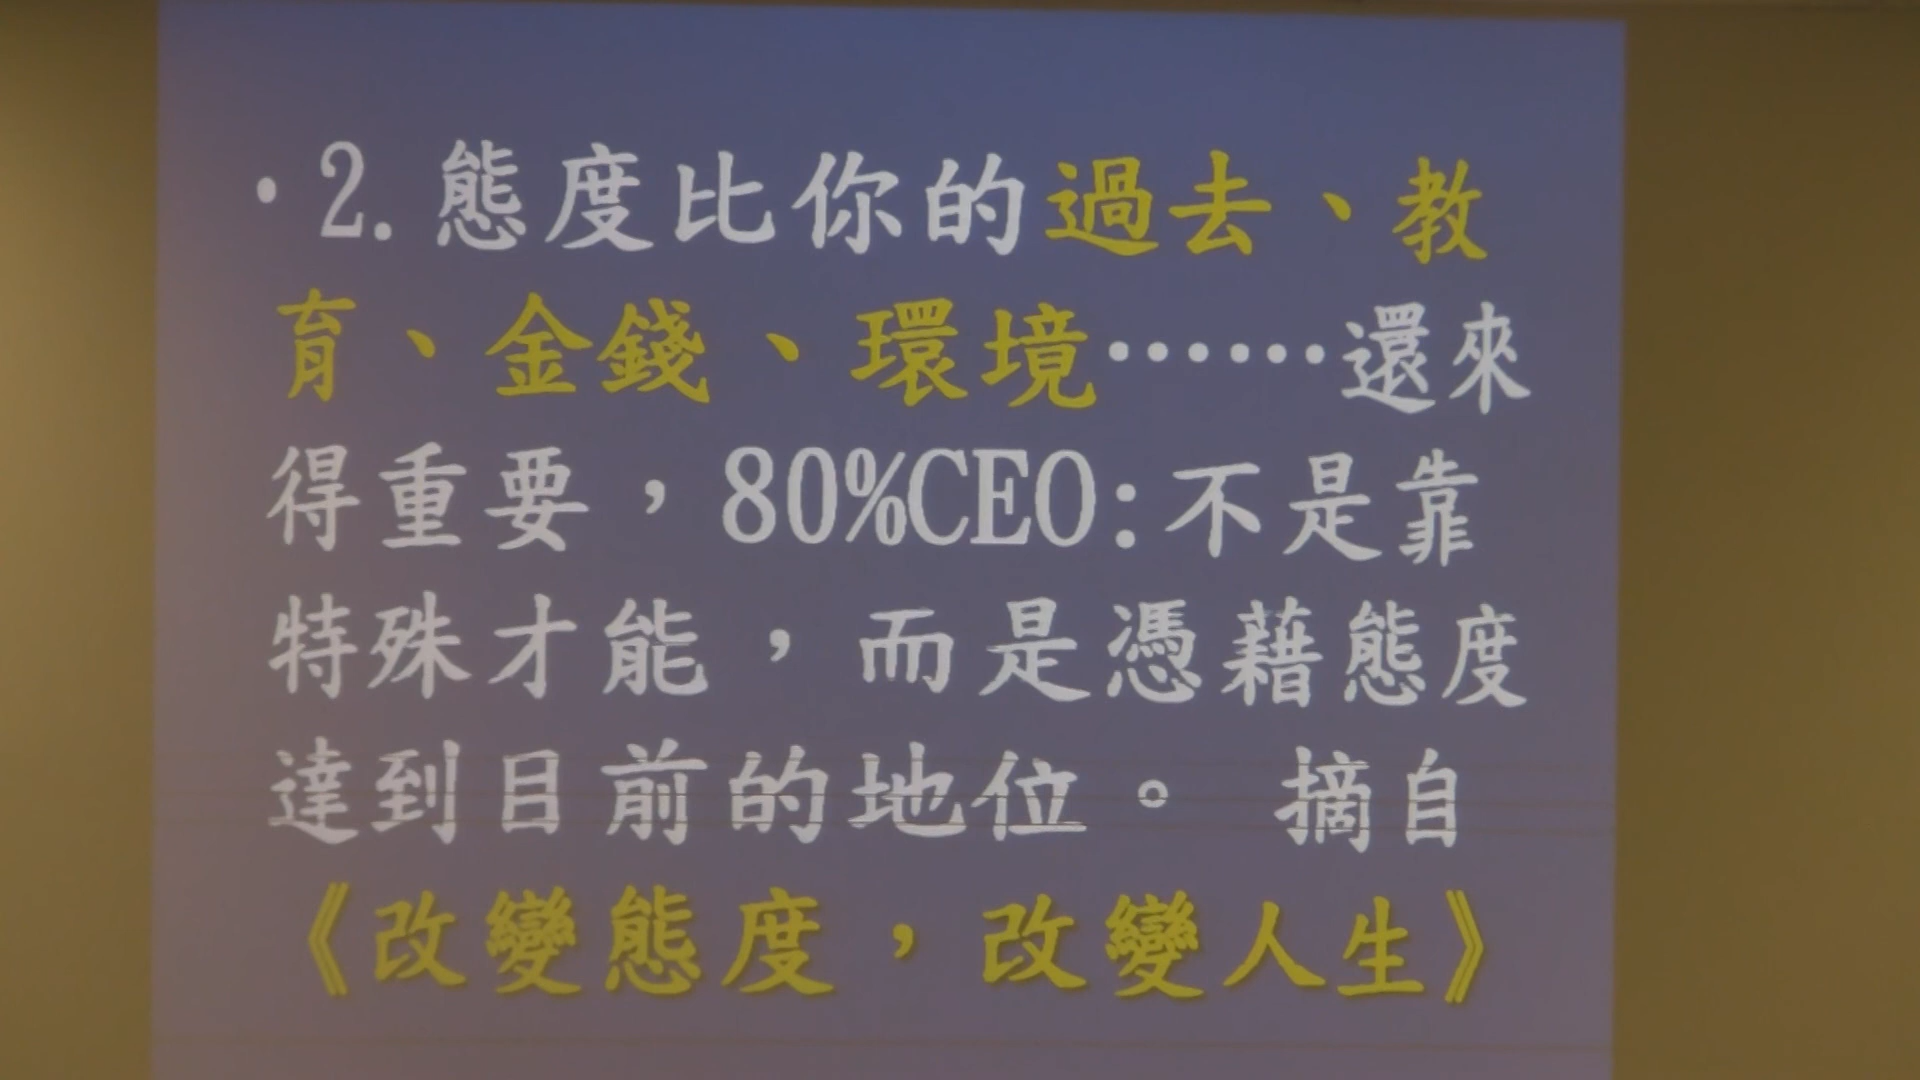 •2.態度比你的過去、教
育、金錢、環境⋯⋯還來
得重要，80%CEO:不是靠
特殊才能，而是憑藉態度
達到目前的地位。 摘自
《改變態度，改變人生》